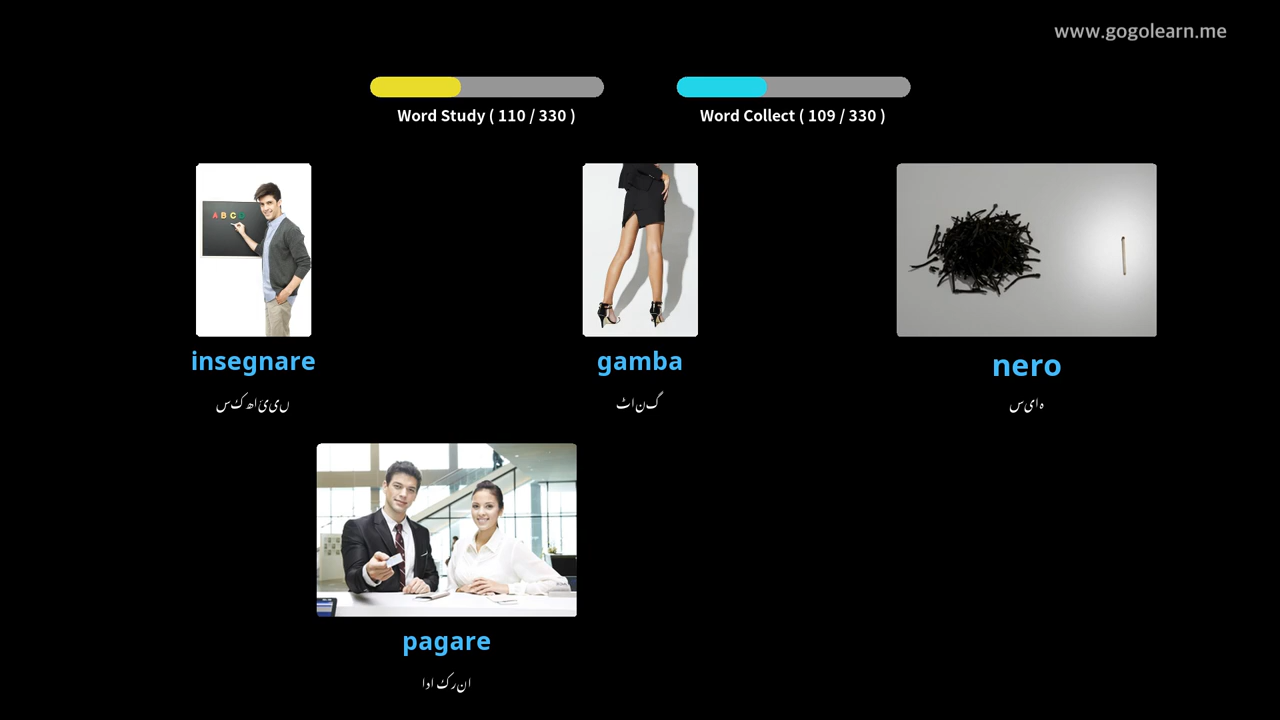 www.gogolearn.me
Word Study ( 110 / 330 )
Word Collect ( 109 / 330 )
insegnare
سکھائیں
gamba
ٹانگ
nero
سیاہ
pagare
ادا کرنا